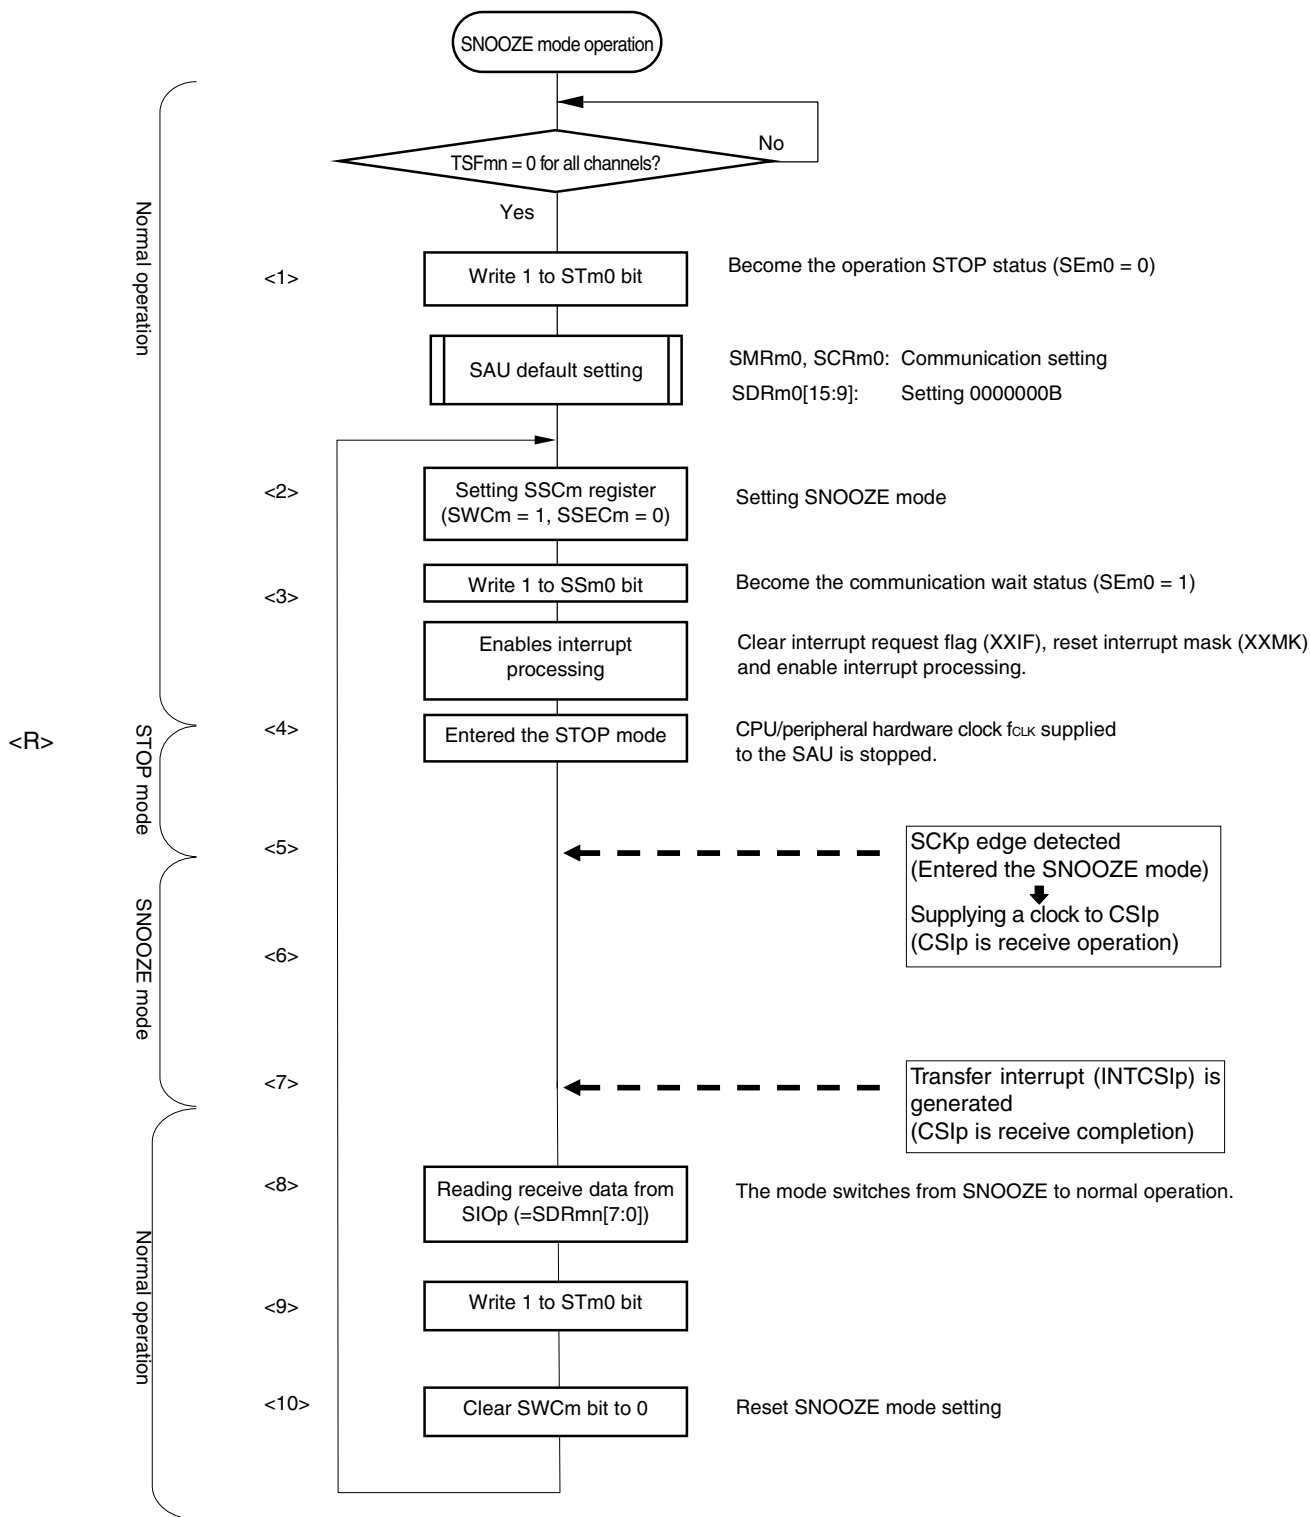 SNOOZE mode operation
No
TSFmn = 0 for all channels?
Yes
Normal operation
<1>
Write 1 to STm0 bit
Become the operation STOP status (SEm0 = 0)
SAU default setting
SMRm0, SCRm0: Communication setting
SDRm0[15:9]: Setting 0000000B
<2>
Setting SSCm register
(SWCm = 1, SSECm = 0)
Setting SNOOZE mode
<3>
Write 1 to SSm0 bit
Become the communication wait status (SEm0 = 1)
Enables interrupt
processing
Clear interrupt request flag (XXIF), reset interrupt mask (XXMK)
and enable interrupt processing.
<R>
STOP mode
<4>
Entered the STOP mode
CPU/peripheral hardware clock fCLK supplied
to the SAU is stopped.
<5>
SCKp edge detected
(Entered the SNOOZE mode)
Supplying a clock to CSIp
(CSIp is receive operation)
SNOOZE mode
<6>
<7>
Transfer interrupt (INTCSIp) is
generated
(CSIp is receive completion)
Normal operation
<8>
Reading receive data from
SIOp (=SDRmn[7:0])
The mode switches from SNOOZE to normal operation.
<9>
Write 1 to STm0 bit
<10>
Clear SWCm bit to 0
Reset SNOOZE mode setting